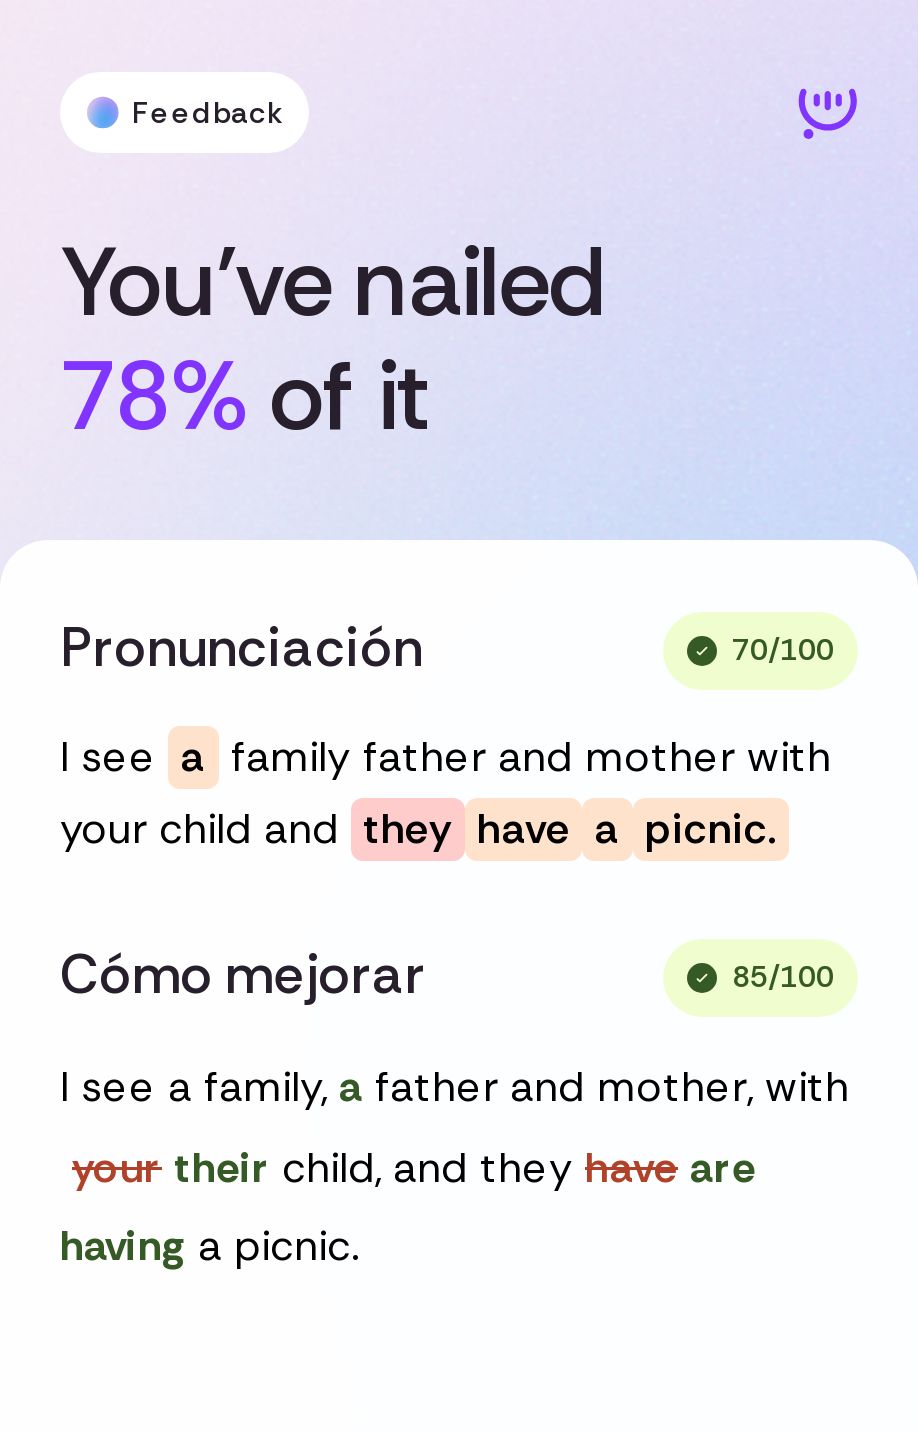 Feedback
You've nailed
78% of it
Pronunciación
70/100
I see a family father and mother with
your child and they have a picnic.
Cómo mejorar
85/100
I see a family, a father and mother, with
your their child, and they have are
having a picnic.